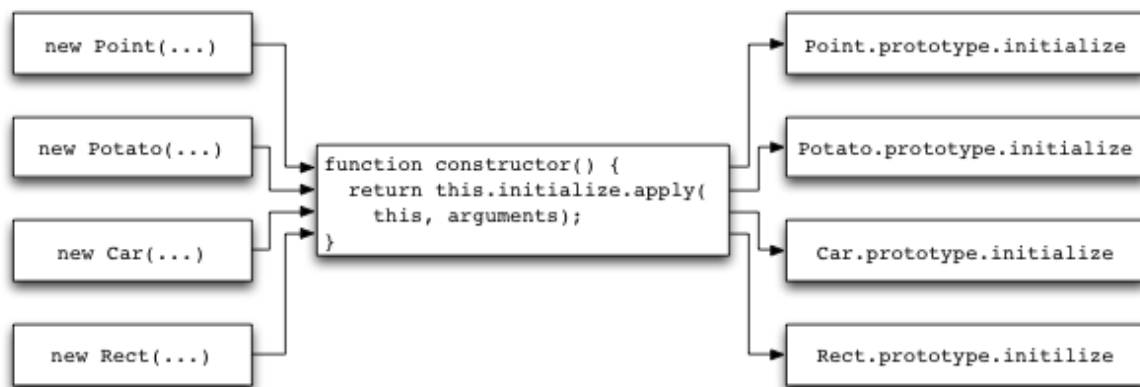 new Point(...)
new Potato(...)
new Car(...)
new Rect(...)
function constructor() {
  return this.initialize.apply(
    this, arguments);
}
Point.prototype.initialize
Potato.prototype.initialize
Car.prototype.initialize
Rect.prototype.initilize